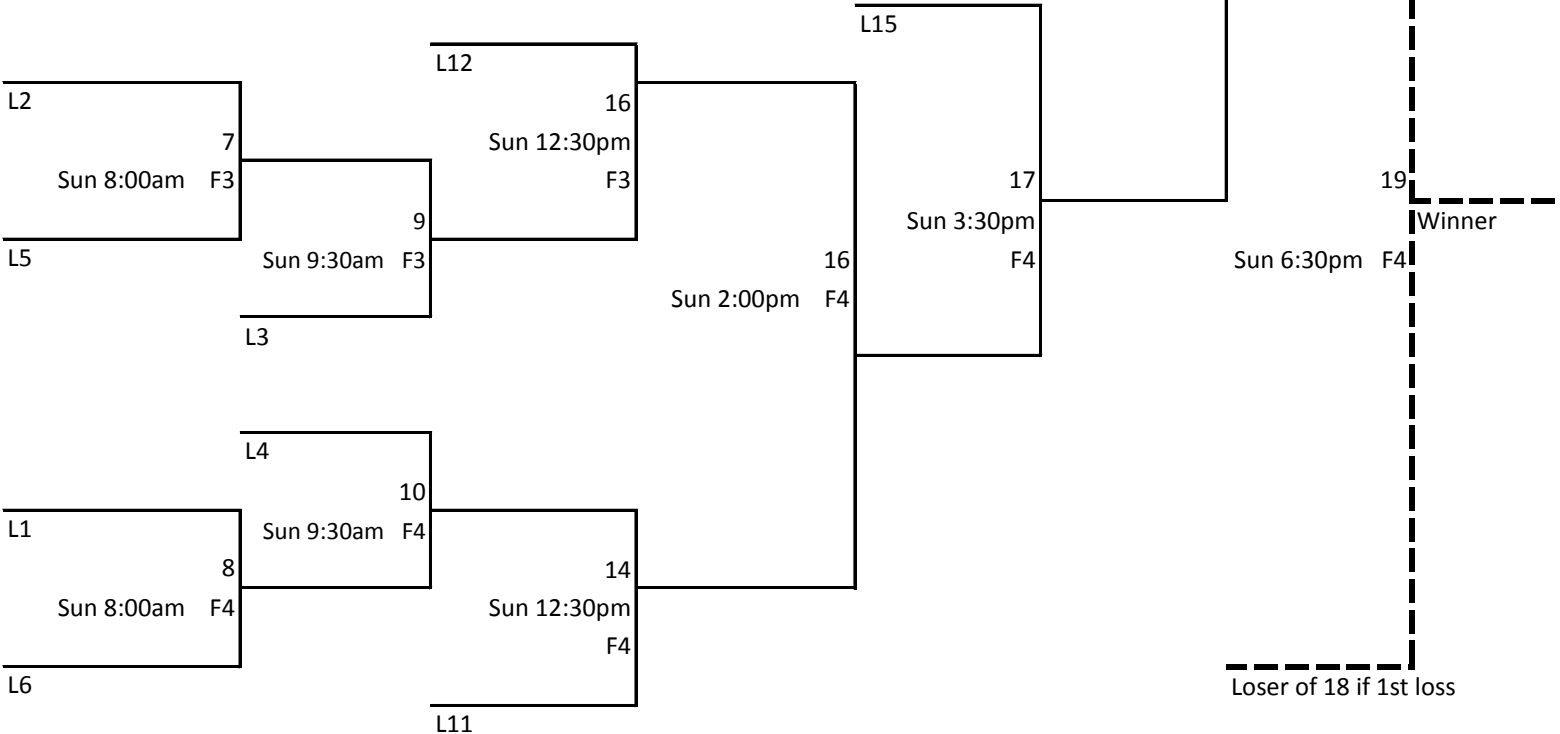 L15
L12
L2
16
7
Sun 12:30pm
Sun 8:00am F3
F3
17
19
9
Sun 3:30pm
Winner
L5
Sun 9:30am F3
16
F4
Sun 6:30pm F4
Sun 2:00pm F4
L3
L4
10
L1
Sun 9:30am F4
8
14
Sun 8:00am F4
Sun 12:30pm
F4
L6
Loser of 18 if 1st loss
L11